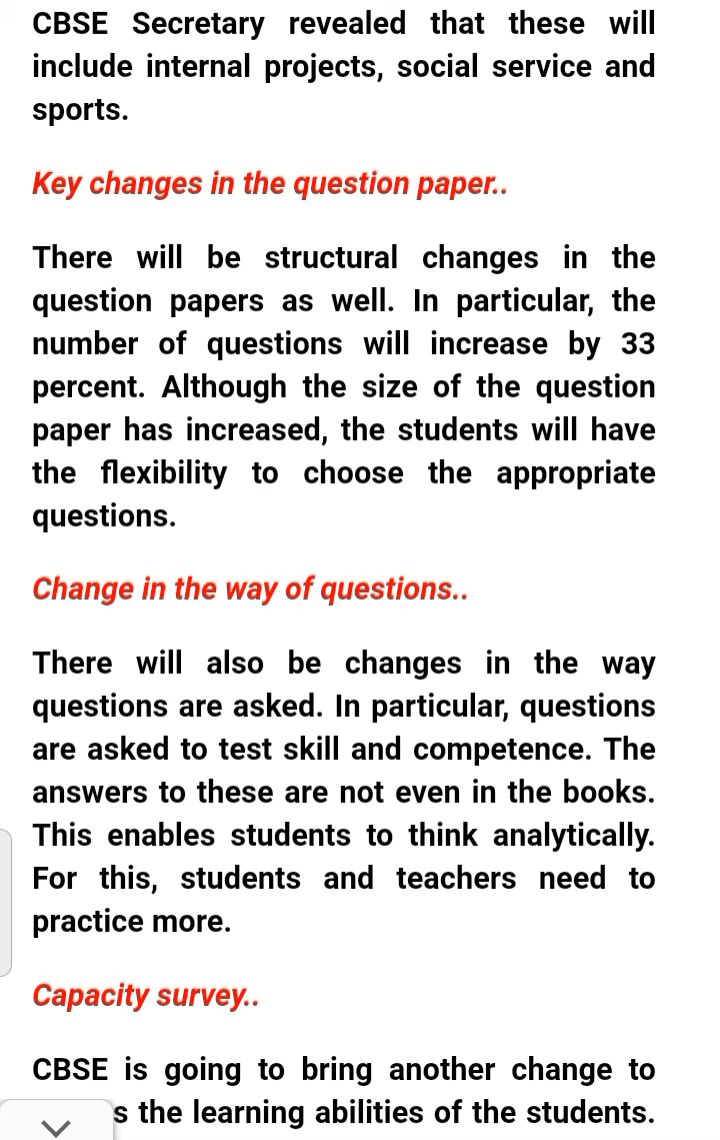 CBSE Secretary revealed that these will
include internal projects, social service and
sports.
Key changes in the question paper..
There will be structural changes in the
question papers as well. In particular, the
number of questions will increase by 33
percent. Although the size of the question
paper has increased, the students will have
the flexibility to choose the appropriate
questions.
Change in the way of questions..
There will also be changes in the way
questions are asked. In particular, questions
are asked to test skill and competence. The
answers to these are not even in the books.
This enables students to think analytically.
For this, students and teachers need to
practice more.
Capacity survey..
CBSE is going to bring another change to
s the learning abilities of the students.